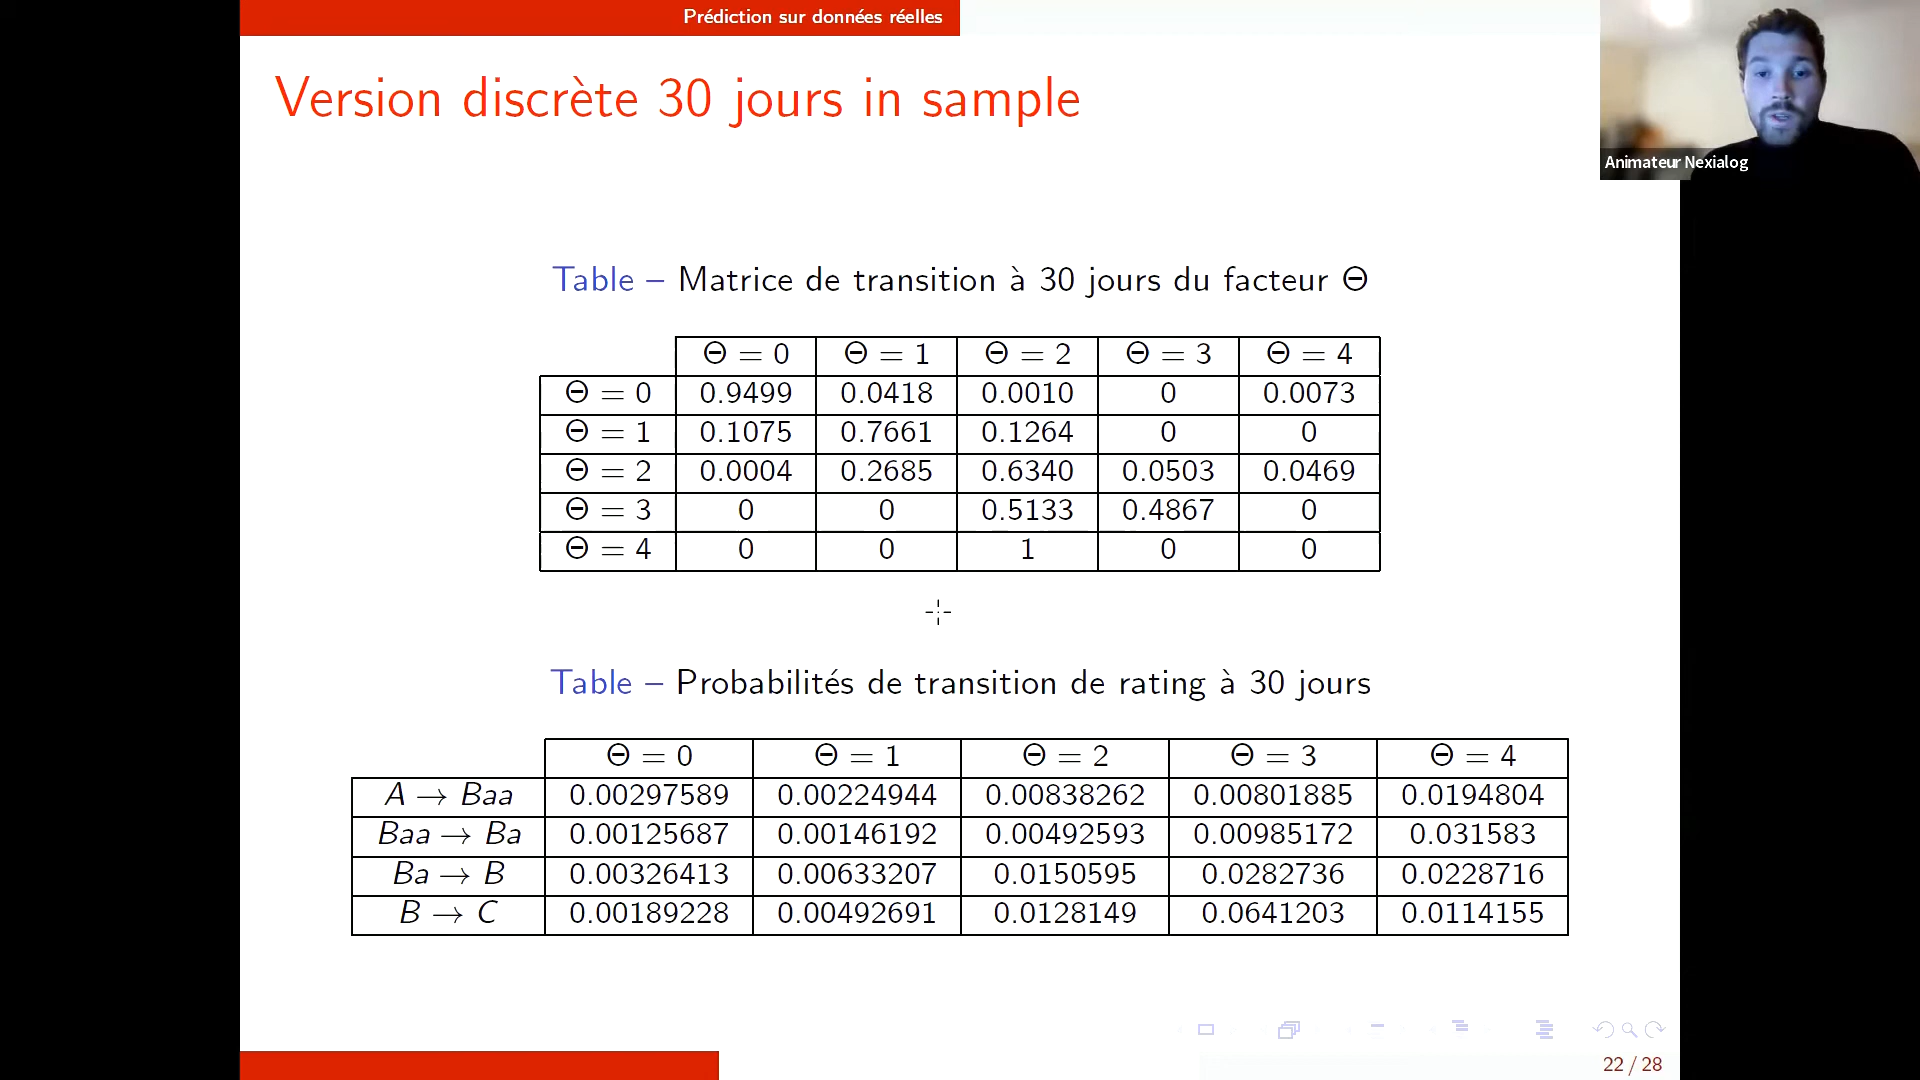 Prédiction sur données réelles
Version discrète 30 jours in sample
Animateur Nexialog
Table – Matrice de transition à 30 jours du facteur Θ
Θ = 0 Θ = 1 Θ = 2 Θ = 3 Θ = 4
Θ = 0 0.9499 0.0418 0.0010 0 0.0073
Θ = 1 0.1075 0.7661 0.1264 0 0
Θ = 2 0.0004 0.2685 0.6340 0.0503 0.0469
Θ = 3 0 0 0.5133 0.4867 0
Θ = 4 0 0 1 0 0
Table – Probabilités de transition de rating à 30 jours
Θ = 0 Θ = 1 Θ = 2 Θ = 3 Θ = 4
A → Baa 0.00297589 0.00224944 0.00838262 0.00801885 0.0194804
Baa → Ba 0.00125687 0.00146192 0.00492593 0.00985172 0.031583
Ba → B 0.00326413 0.00633207 0.0150595 0.0282736 0.0228716
B → C 0.00189228 0.00492691 0.0128149 0.0641203 0.0114155
22 / 28